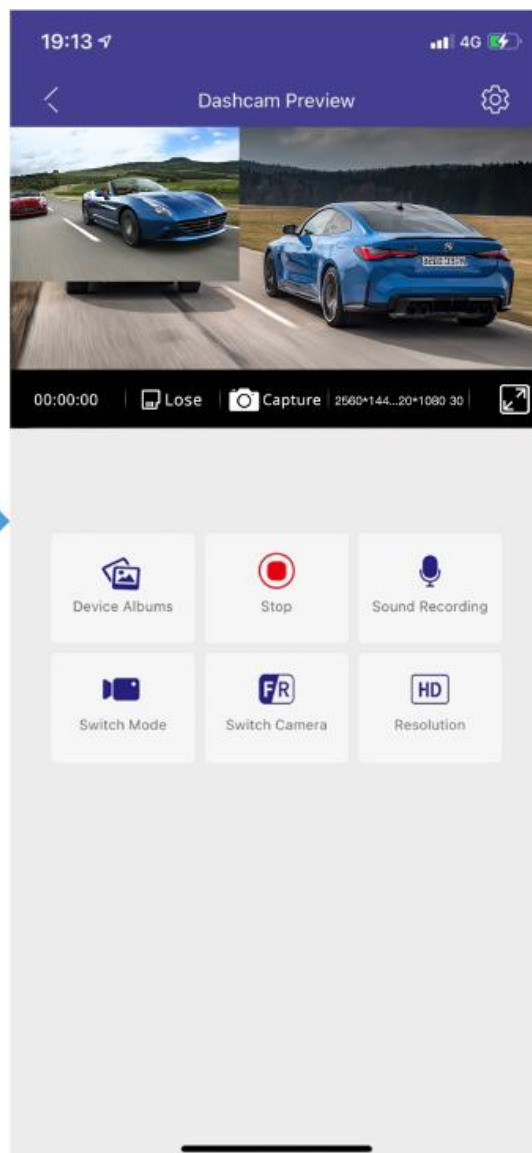 19:13
4G
Dashcam Preview
00:00:00 Lose Capture 2560*144...20*1080 30
Device Albums
Stop
Sound Recording
FR
HD
Switch Mode
Switch Camera
Resolution